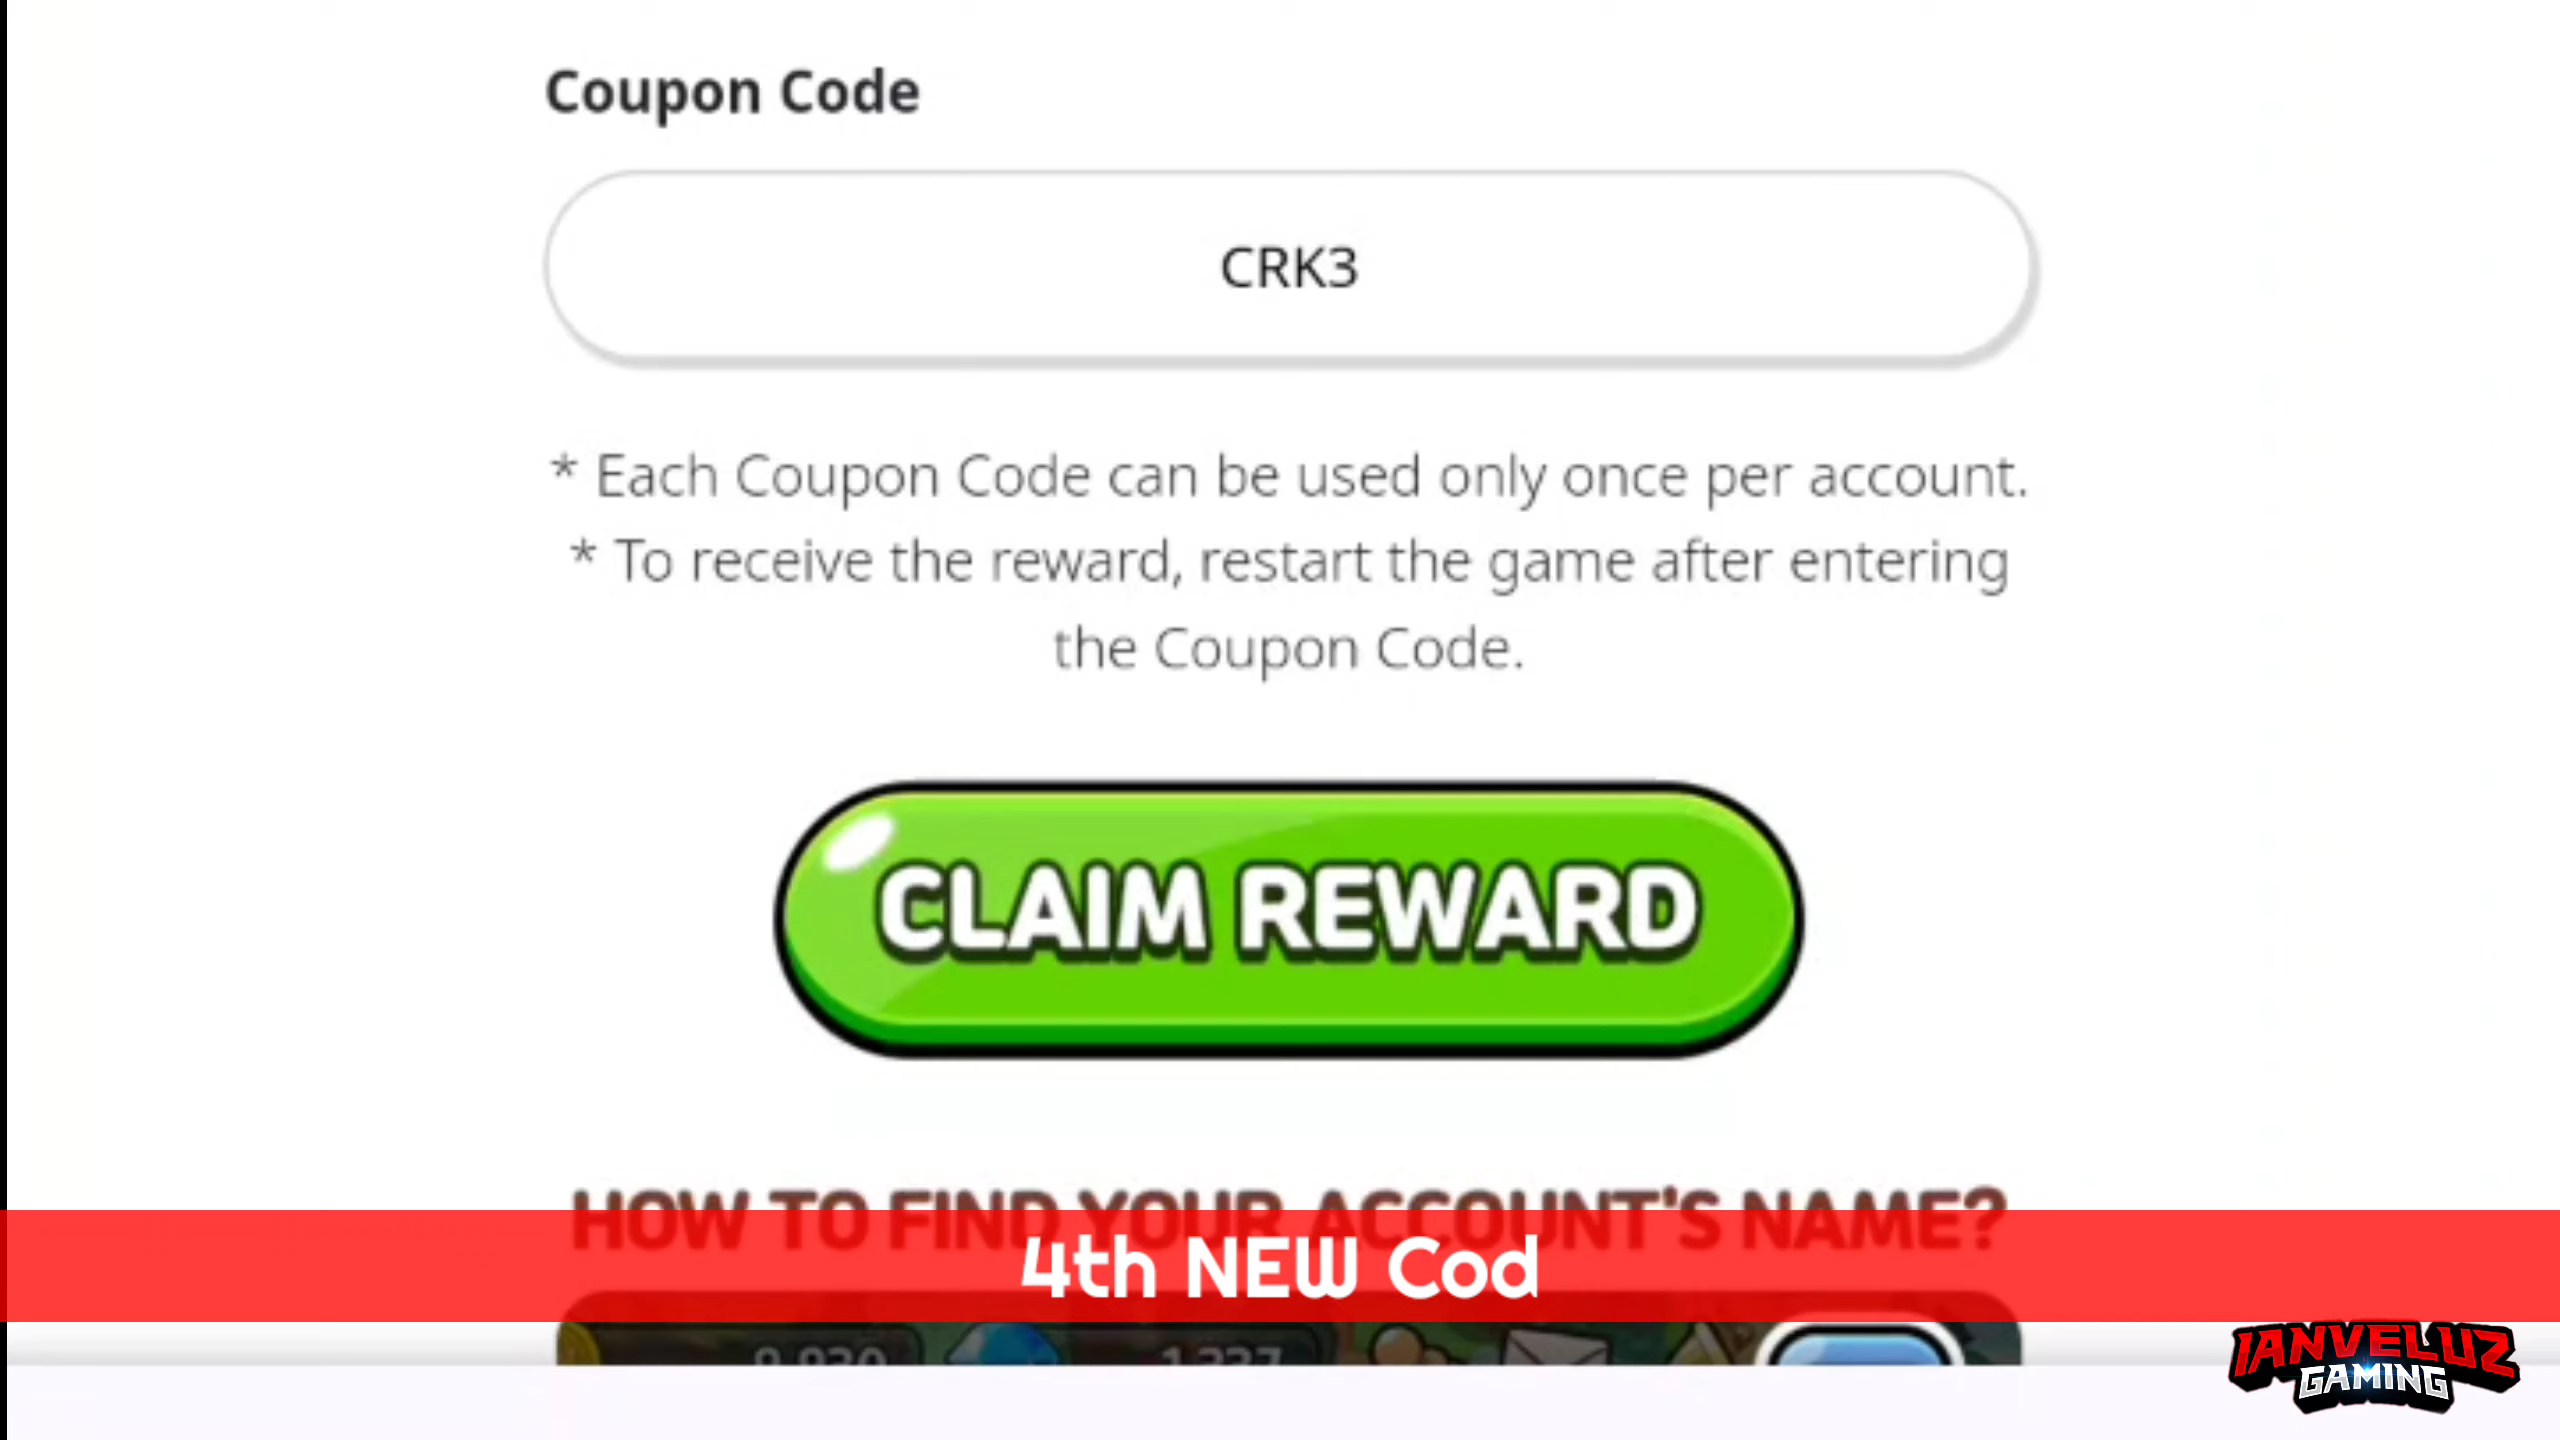 Coupon Code
CRK3
* Each Coupon Code can be used only once per account.
* To receive the reward, restart the game after entering
the Coupon Code.
CLAIM REWARD
HOW TO FIND YOUR ACCOUNT'S NAME?
4th NEW Cod
IANVELUZ
GAMING